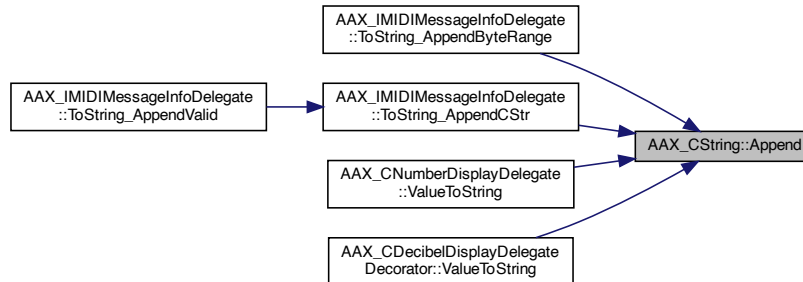 AAX_IMIDIMessageInfoDelegate
::ToString_AppendByteRange
AAX_IMIDIMessageInfoDelegate
::ToString_AppendValid
AAX_IMIDIMessageInfoDelegate
::ToString_AppendCStr
AAX_CString::Append
AAX_CNumberDisplayDelegate
::ValueToString
AAX_CDecibelDisplayDelegate
Decorator::ValueToString